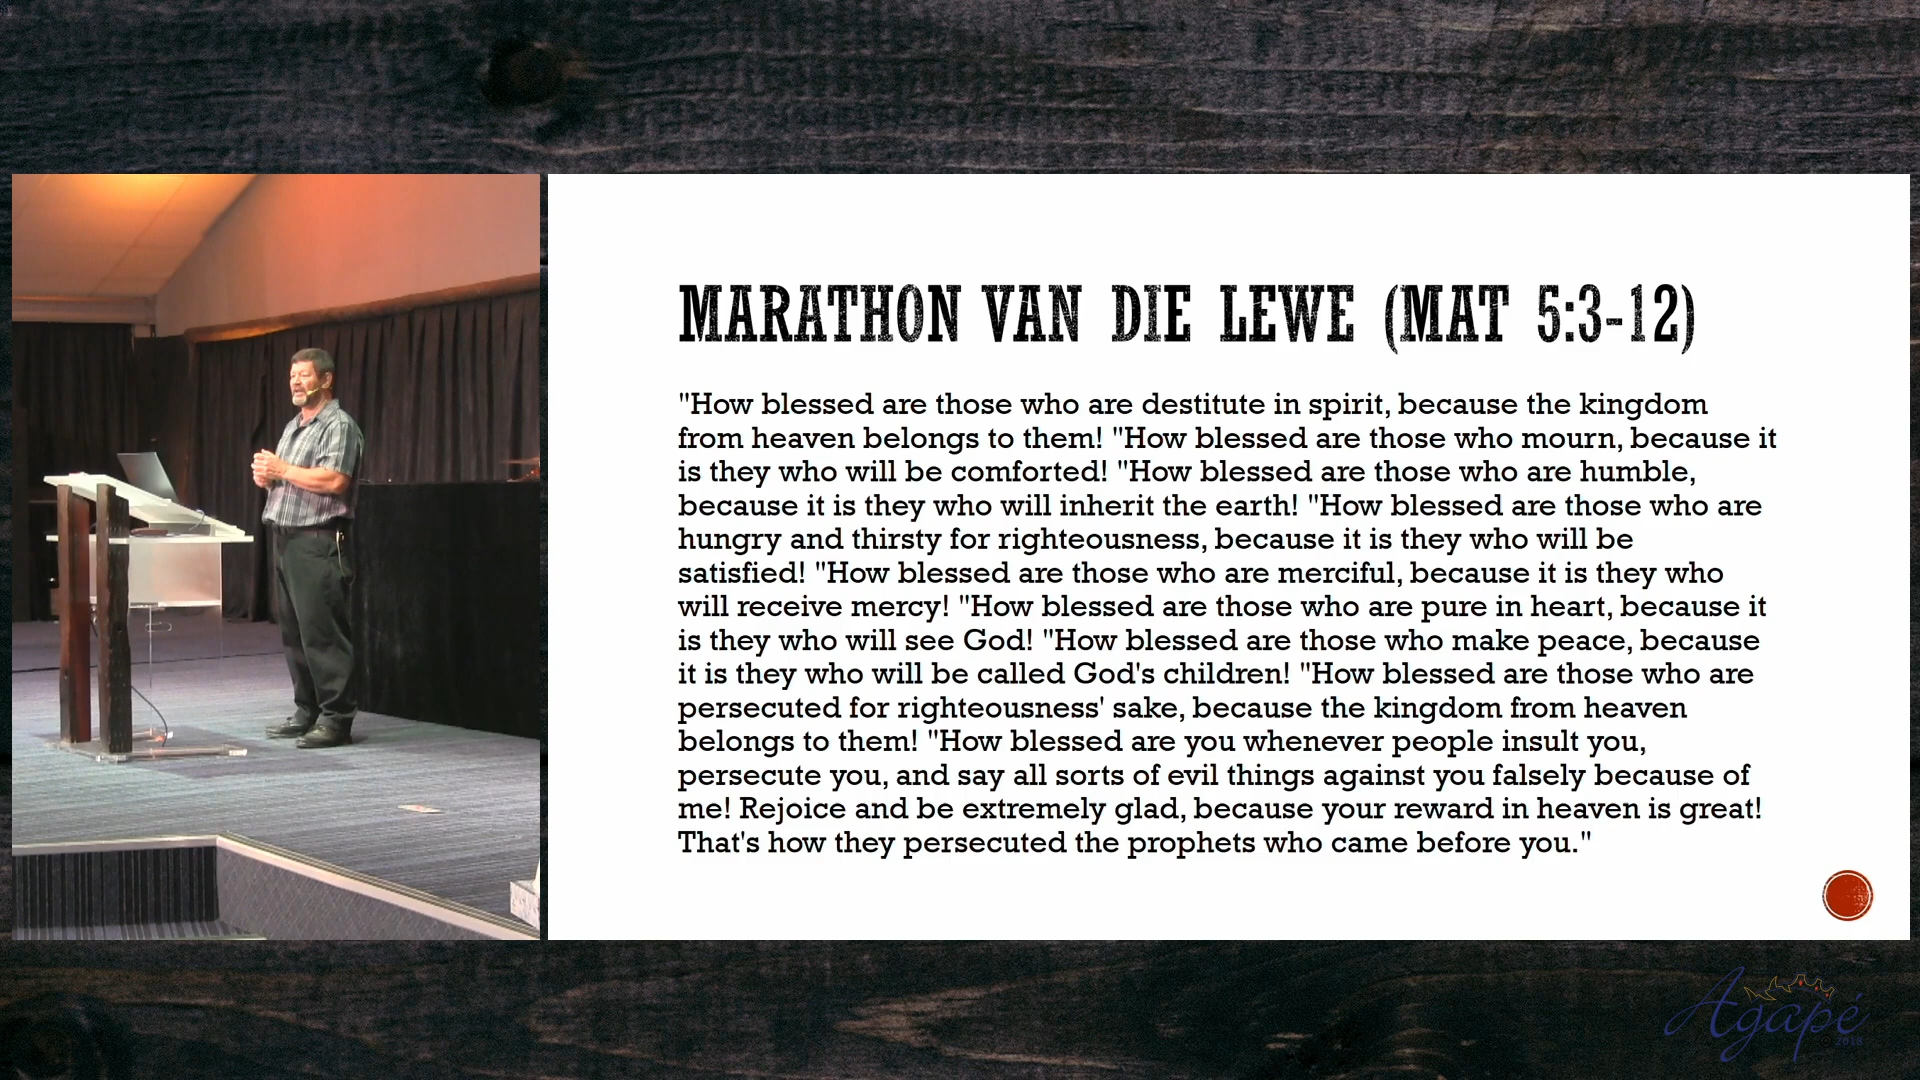 MARATHON VAN DIE LEWE (MAT 5:3-12)
"How blessed are those who are destitute in spirit, because the kingdom
from heaven belongs to them! "How blessed are those who mourn, because it
is they who will be comforted! "How blessed are those who are humble,
because it is they who will inherit the earth! "How blessed are those who are
hungry and thirsty for righteousness, because it is they who will be
satisfied! "How blessed are those who are merciful, because it is they who
will receive mercy! "How blessed are those who are pure in heart, because it
is they who will see God! "How blessed are those who make peace, because
it is they who will be called God's children! "How blessed are those who are
persecuted for righteousness' sake, because the kingdom from heaven
belongs to them! "How blessed are you whenever people insult you,
persecute you, and say all sorts of evil things against you falsely because of
me! Rejoice and be extremely glad, because your reward in heaven is great!
That's how they persecuted the prophets who came before you."
Agapé
© 2018